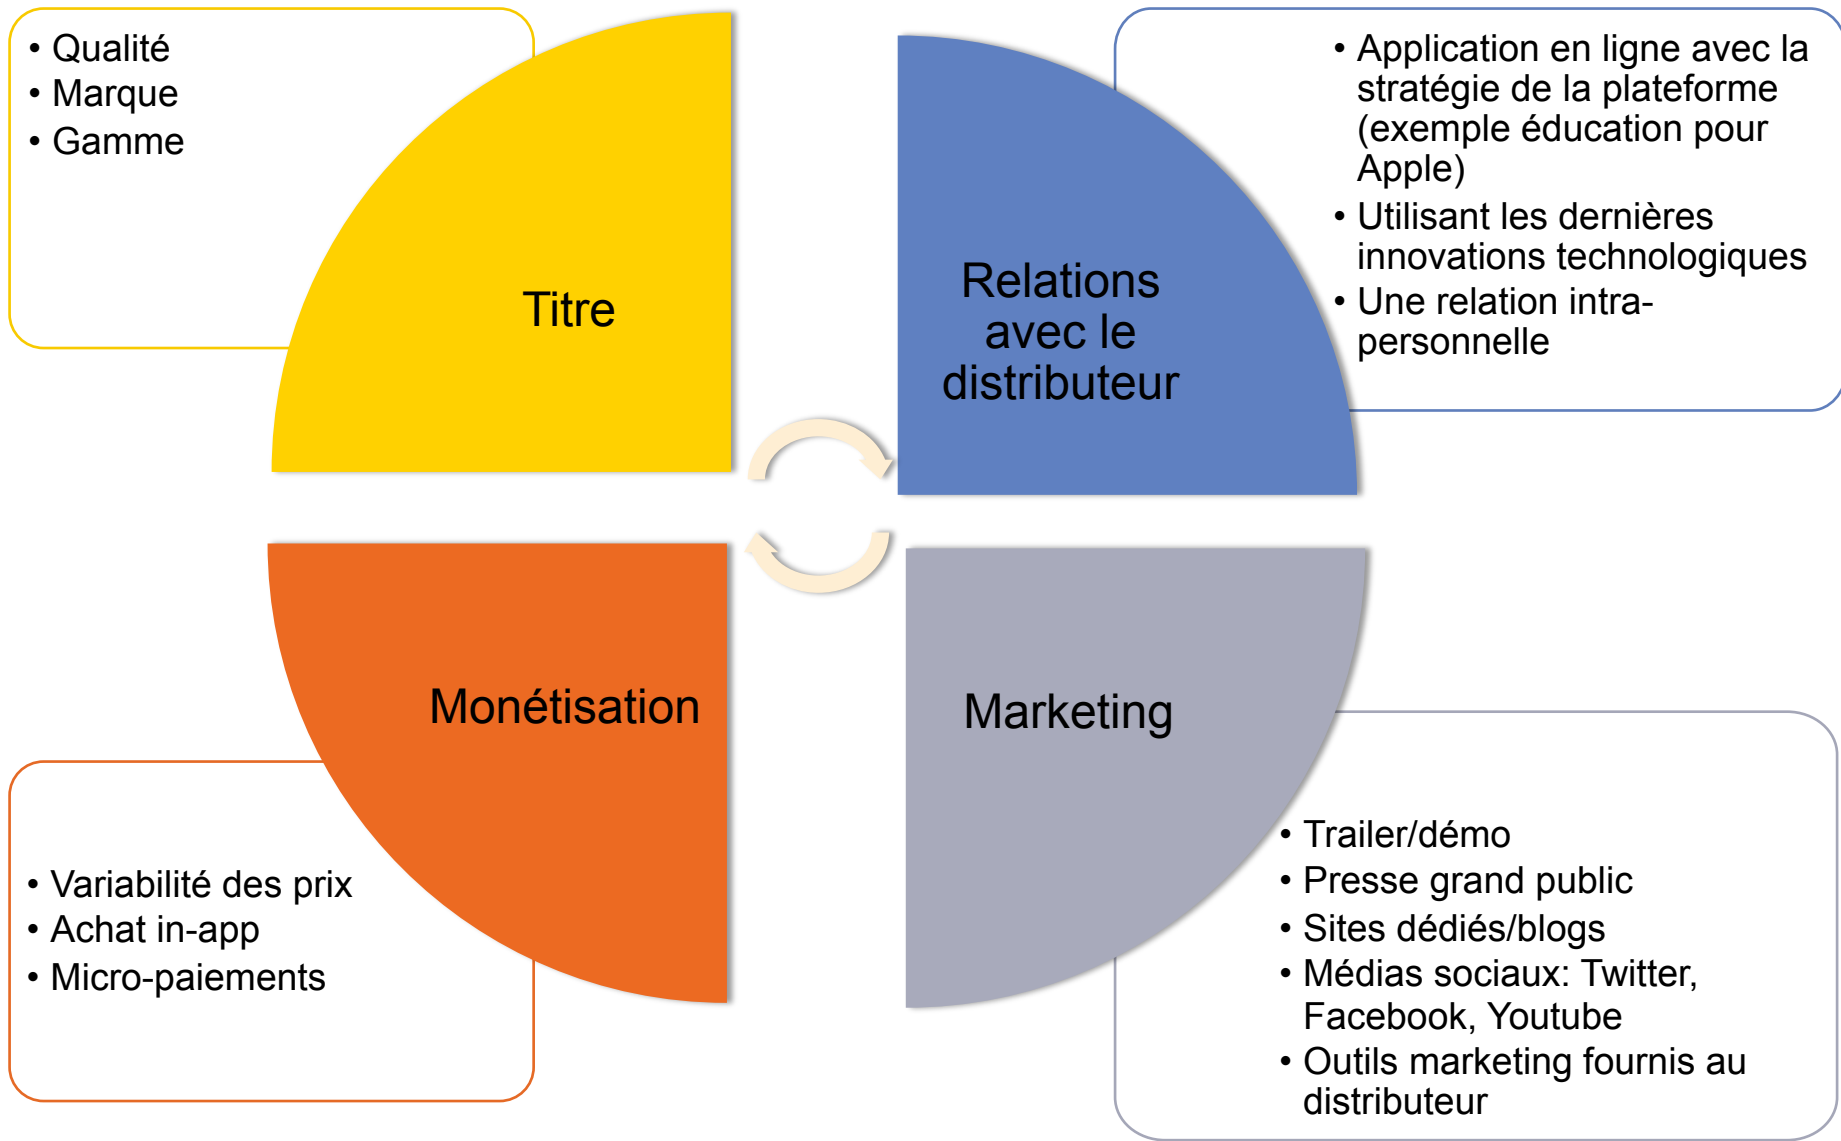 • Qualité
• Marque
• Gamme
Titre
Relations
avec le
distributeur
• Application en ligne avec la
stratégie de la plateforme
(exemple éducation pour
Apple)
• Utilisant les dernières
innovations technologiques
• Une relation intra-
personnelle
Monétisation
• Variabilité des prix
• Achat in-app
• Micro-paiements
Marketing
• Trailer/démo
• Presse grand public
• Sites dédiés/blogs
• Médias sociaux: Twitter,
Facebook, Youtube
• Outils marketing fournis au
distributeur